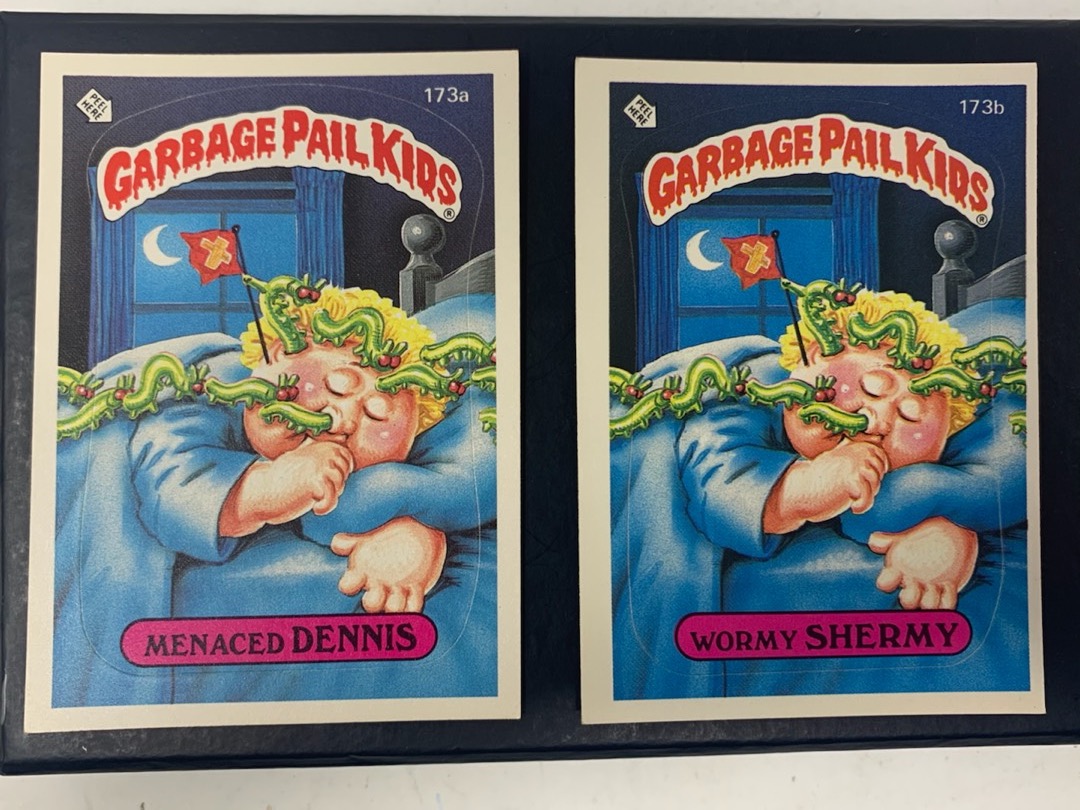 PEEL HERE
173a
GARBAGE PAIL KIDS®
MENACED DENNIS
PEEL HERE
173b
GARBAGE PAIL KIDS®
WORMY SHERMY